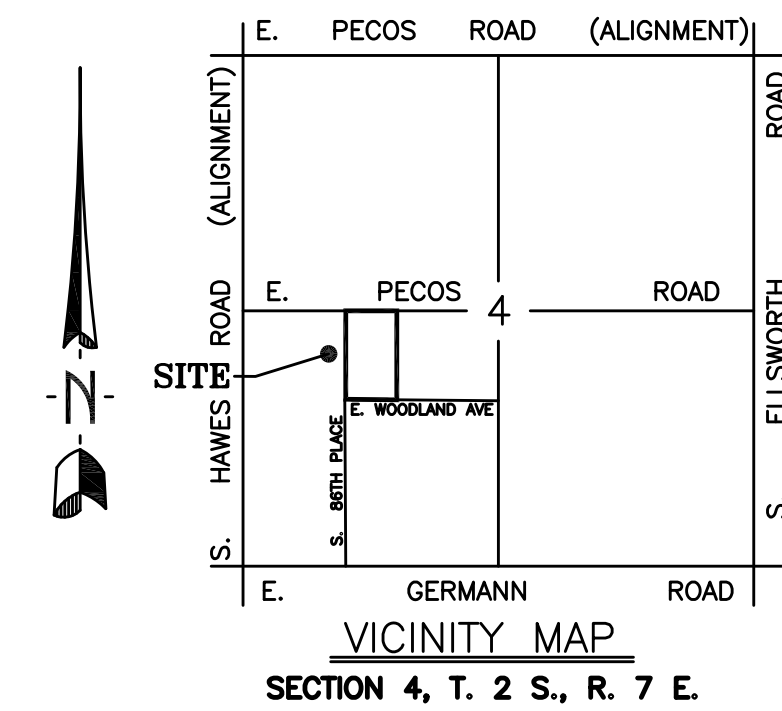 E. PECOS ROAD (ALIGNMENT)
S. HAWES ROAD (ALIGNMENT)
S. ELLSWORTH ROAD
E. PECOS ROAD
4
SITE
N
E. WOODLAND AVE
S. 86TH PLACE
E. GERMANN ROAD
VICINITY MAP
SECTION 4, T. 2 S., R. 7 E.